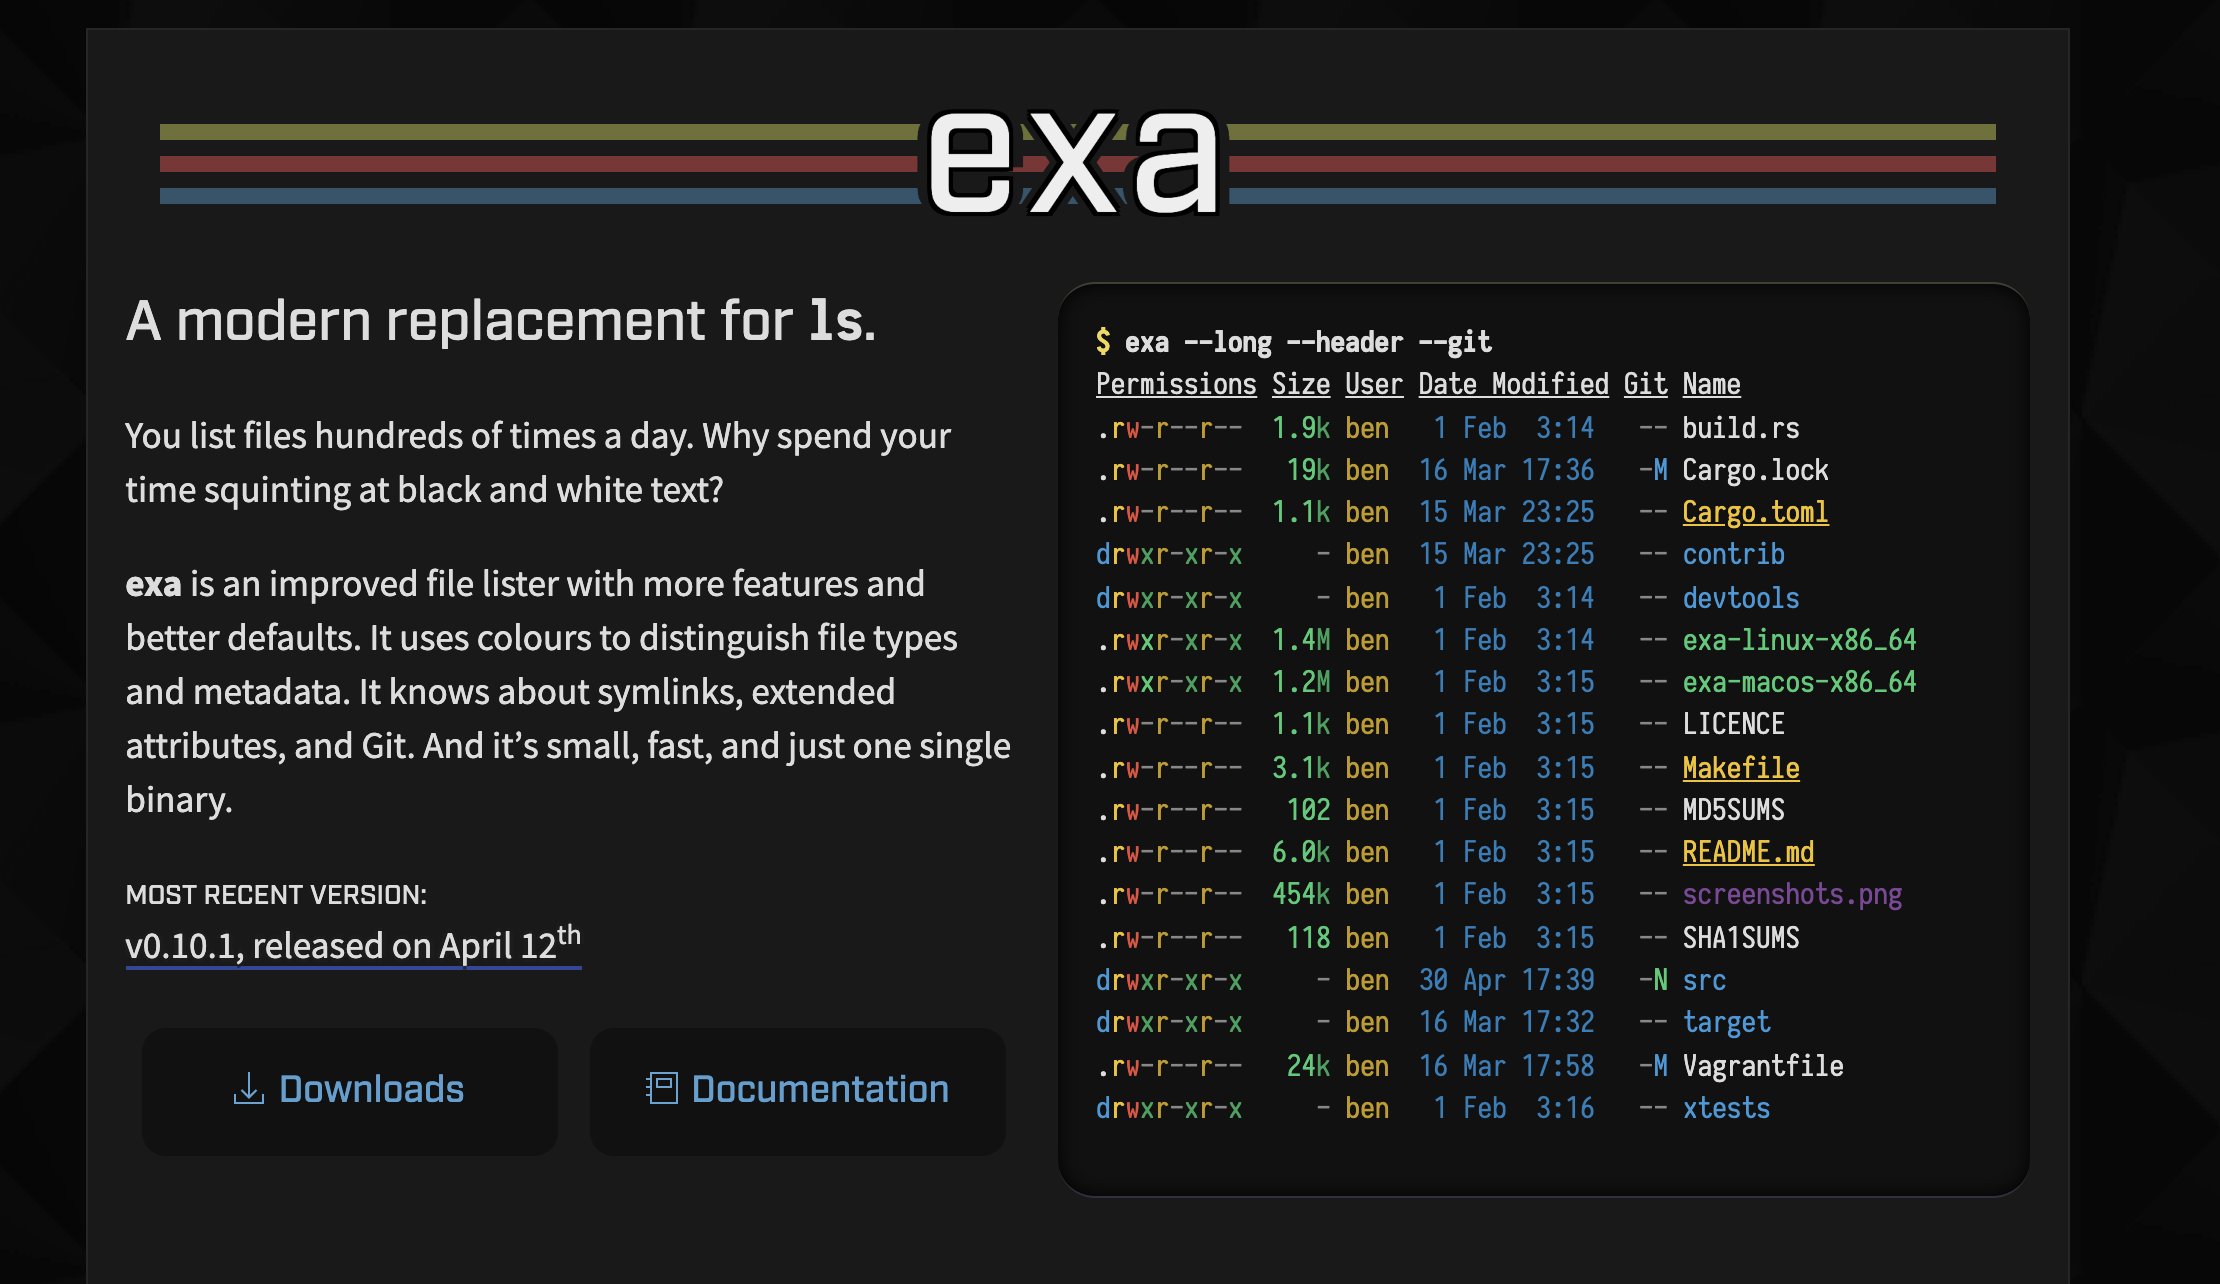 exa
A modern replacement for ls.
You list files hundreds of times a day. Why spend your
time squinting at black and white text?
exa is an improved file lister with more features and
better defaults. It uses colours to distinguish file types
and metadata. It knows about symlinks, extended
attributes, and Git. And it’s small, fast, and just one single
binary.
MOST RECENT VERSION:
v0.10.1, released on April 12th
Downloads
Documentation
$ exa --long --header --git
Permissions Size User Date Modified Git Name
.rw-r--r-- 1.9k ben 1 Feb 3:14 -- build.rs
.rw-r--r-- 19k ben 16 Mar 17:36 -M Cargo.lock
.rw-r--r-- 1.1k ben 15 Mar 23:25 -- Cargo.toml
drwxr-xr-x - ben 15 Mar 23:25 -- contrib
drwxr-xr-x - ben 1 Feb 3:14 -- devtools
.rwxr-xr-x 1.4M ben 1 Feb 3:14 -- exa-linux-x86_64
.rwxr-xr-x 1.2M ben 1 Feb 3:15 -- exa-macos-x86_64
.rw-r--r-- 1.1k ben 1 Feb 3:15 -- LICENCE
.rw-r--r-- 3.1k ben 1 Feb 3:15 -- Makefile
.rw-r--r-- 102 ben 1 Feb 3:15 -- MD5SUMS
.rw-r--r-- 6.0k ben 1 Feb 3:15 -- README.md
.rw-r--r-- 454k ben 1 Feb 3:15 -- screenshots.png
.rw-r--r-- 118 ben 1 Feb 3:15 -- SHA1SUMS
drwxr-xr-x - ben 30 Apr 17:39 -N src
drwxr-xr-x - ben 16 Mar 17:32 -- target
.rw-r--r-- 24k ben 16 Mar 17:58 -M Vagrantfile
drwxr-xr-x - ben 1 Feb 3:16 -- xtests